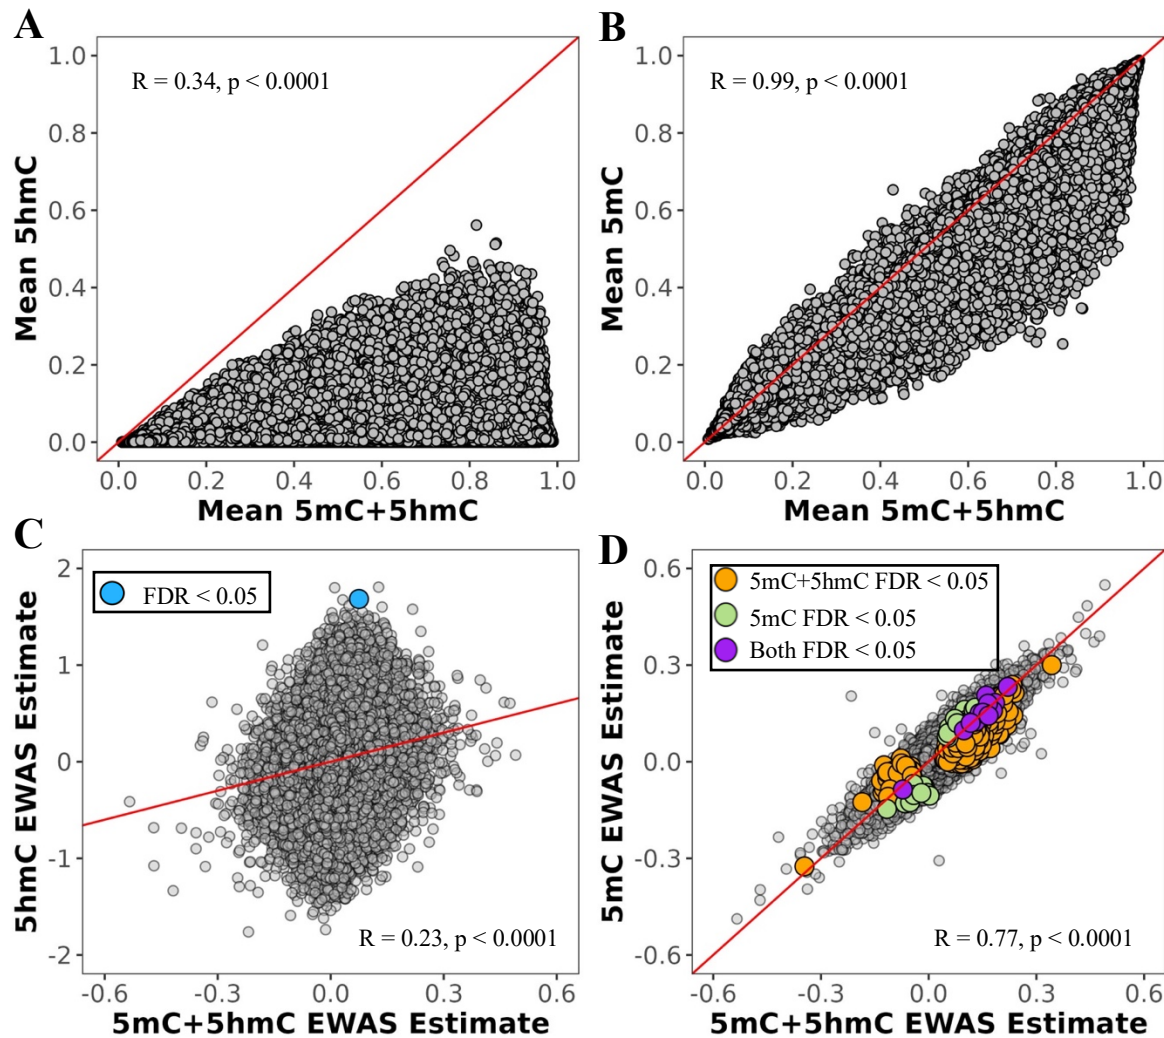 A
R = 0.34, p < 0.0001
Mean 5hmC
1.0
0.8
0.6
0.4
0.2
0.0
0.0 0.2 0.4 0.6 0.8 1.0
Mean 5mC+5hmC
B
R = 0.99, p < 0.0001
Mean 5mC
1.0
0.8
0.6
0.4
0.2
0.0
0.0 0.2 0.4 0.6 0.8 1.0
Mean 5mC+5hmC
C
FDR < 0.05
5hmC EWAS Estimate
2
1
0
-1
-2
R = 0.23, p < 0.0001
-0.6 -0.3 0.0 0.3 0.6
5mC+5hmC EWAS Estimate
D
5mC+5hmC FDR < 0.05
5mC FDR < 0.05
Both FDR < 0.05
5mC EWAS Estimate
0.6
0.3
0.0
-0.3
-0.6
R = 0.77, p < 0.0001
-0.6 -0.3 0.0 0.3 0.6
5mC+5hmC EWAS Estimate